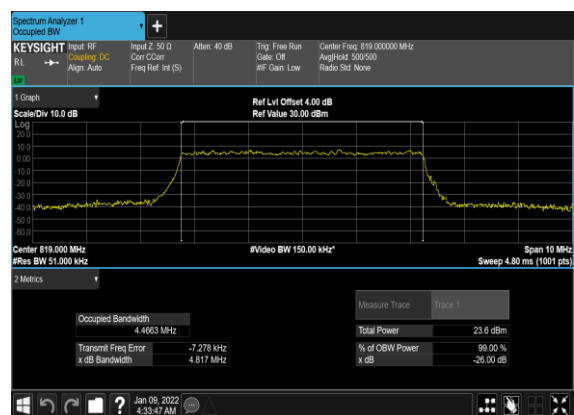 Spectrum Analyzer 1
Occupied BW
+
KEYSIGHT Input: RF Input Z: 50 Ω Atten: 40 dB Trig: Free Run Center Freq: 819.000000 MHz
RL Coupling: DC Corr CCorr Gate: Off Avg|Hold: 500/500
Align: Auto Freq Ref: Int (S) #IF Gain: Low Radio Std: None
LW
1 Graph
Ref Lvl Offset 4.00 dB
Scale/Div 10.0 dB Ref Value 30.00 dBm
Log
20.0
10.0
0.00
-10.0
-20.0
-30.0
-40.0
-50.0
-60.0
Center 819.000 MHz #Video BW 150.00 kHz* Span 10 MHz
#Res BW 51.000 kHz Sweep 4.80 ms (1001 pts)
2 Metrics
Measure Trace Trace 1
Occupied Bandwidth
4.4663 MHz Total Power 23.6 dBm
Transmit Freq Error -7.278 kHz % of OBW Power 99.00 %
x dB Bandwidth 4.817 MHz x dB -26.00 dB
? Jan 09, 2022
4:33:47 AM